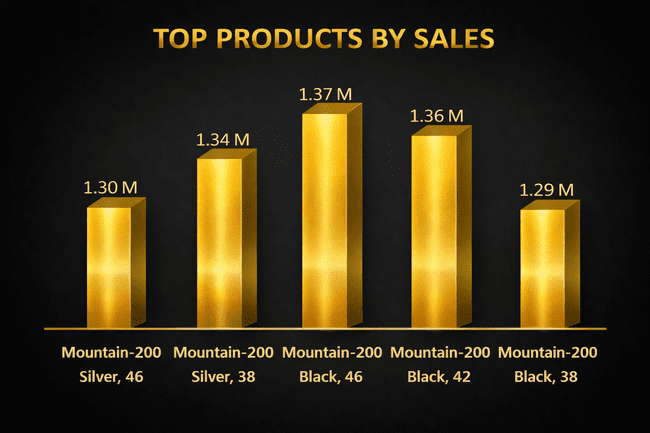 TOP PRODUCTS BY SALES
1.30 M
1.34 M
1.37 M
1.36 M
1.29 M
Mountain-200
Silver, 46
Mountain-200
Silver, 38
Mountain-200
Black, 46
Mountain-200
Black, 42
Mountain-200
Black, 38